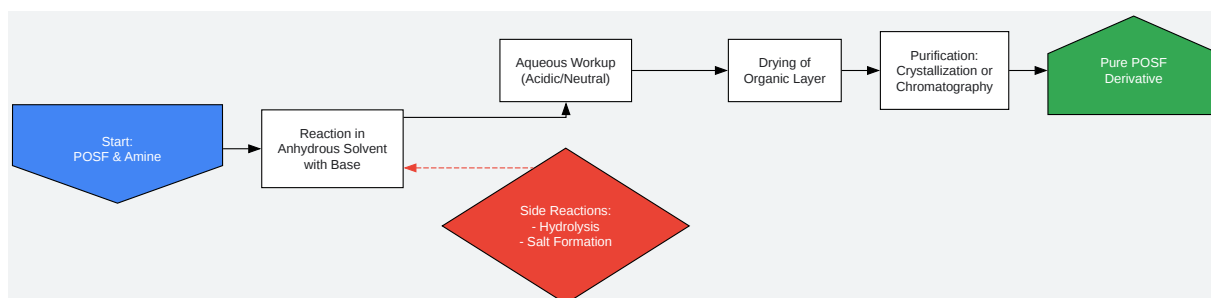 Start:
POSF & Amine
Reaction in
Anhydrous Solvent
with Base
Side Reactions:
- Hydrolysis
- Salt Formation
Aqueous Workup
(Acidic/Neutral)
Drying of
Organic Layer
Purification:
Crystallization or
Chromatography
Pure POSF
Derivative